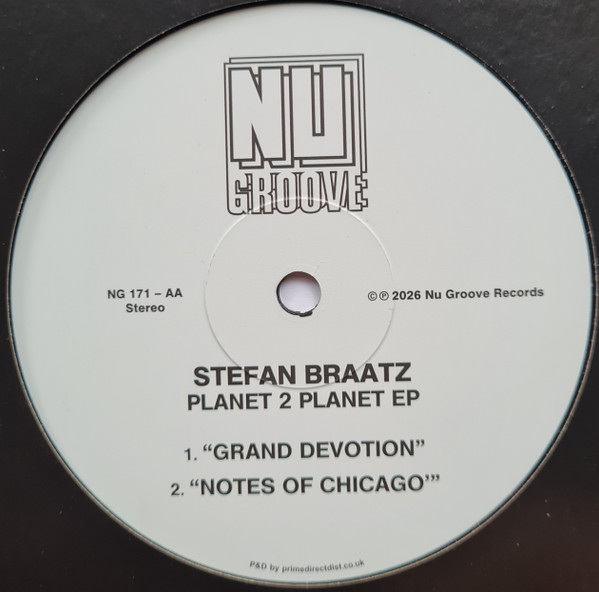 NU
GROOVE
NG 171 – AA
Stereo
©℗ 2026 Nu Groove Records
STEFAN BRAATZ
PLANET 2 PLANET EP
1. “GRAND DEVOTION”
2. “NOTES OF CHICAGO’”
P&D by primedirectdist.co.uk